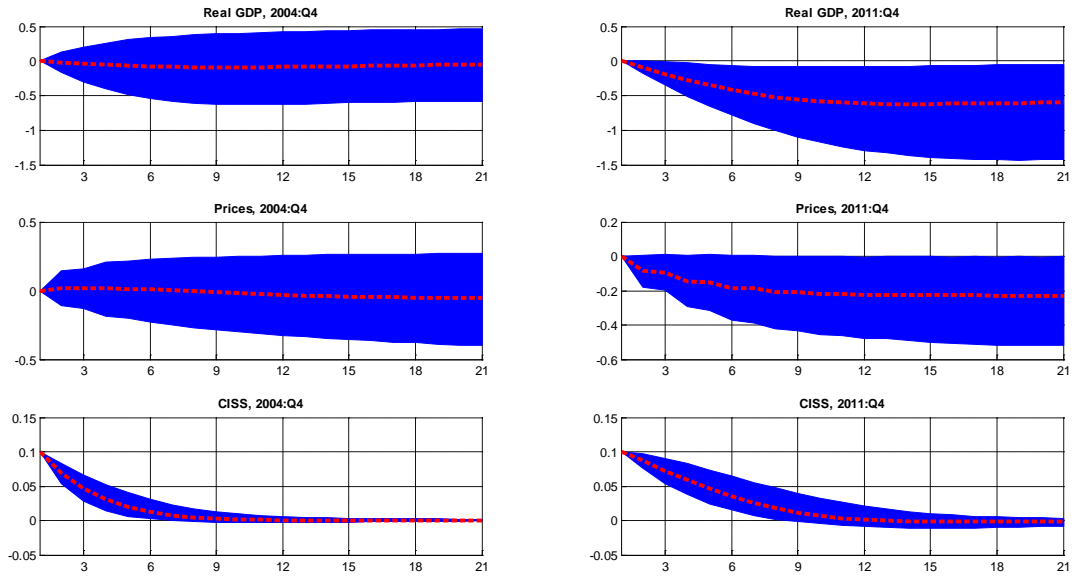 Real GDP, 2004:Q4
0.5
0
-0.5
-1
-1.5
3 6 9 12 15 18 21
Real GDP, 2011:Q4
0.5
0
-0.5
-1
-1.5
3 6 9 12 15 18 21
Prices, 2004:Q4
0.5
0
-0.5
3 6 9 12 15 18 21
Prices, 2011:Q4
0.2
0
-0.2
-0.4
-0.6
3 6 9 12 15 18 21
CISS, 2004:Q4
0.15
0.1
0.05
0
-0.05
3 6 9 12 15 18 21
CISS, 2011:Q4
0.15
0.1
0.05
0
-0.05
3 6 9 12 15 18 21